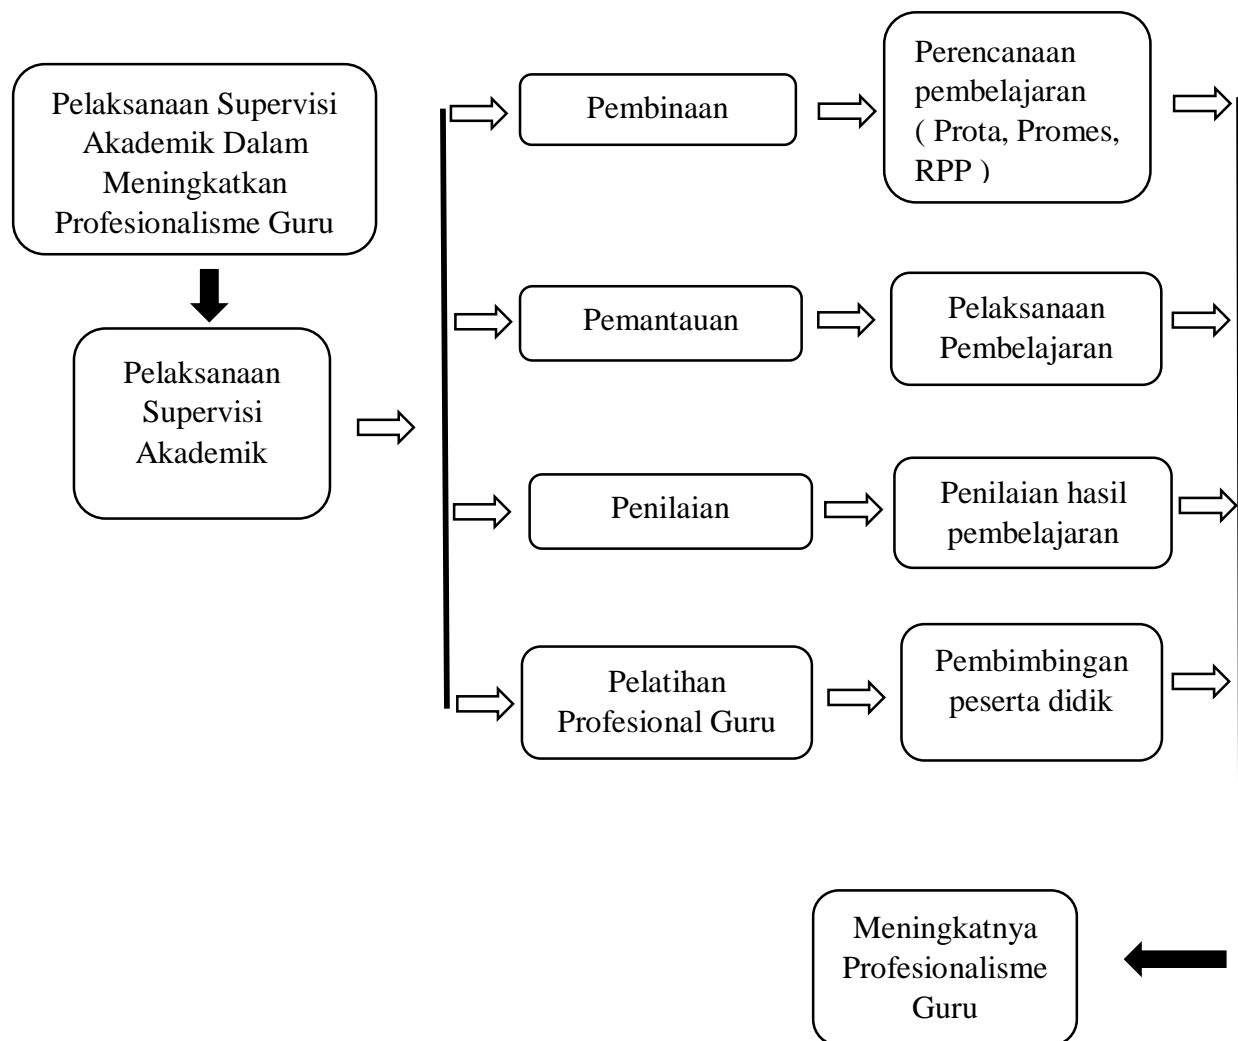 Pelaksanaan Supervisi
Akademik Dalam
Meningkatkan
Profesionalisme Guru
Pelaksanaan
Supervisi
Akademik
Pembinaan
Perencanaan
pembelajaran
( Prota, Promes,
RPP )
Pemantauan
Pelaksanaan
Pembelajaran
Penilaian
Penilaian hasil
pembelajaran
Pelatihan
Profesional Guru
Pembimbingan
peserta didik
Meningkatnya
Profesionalisme
Guru